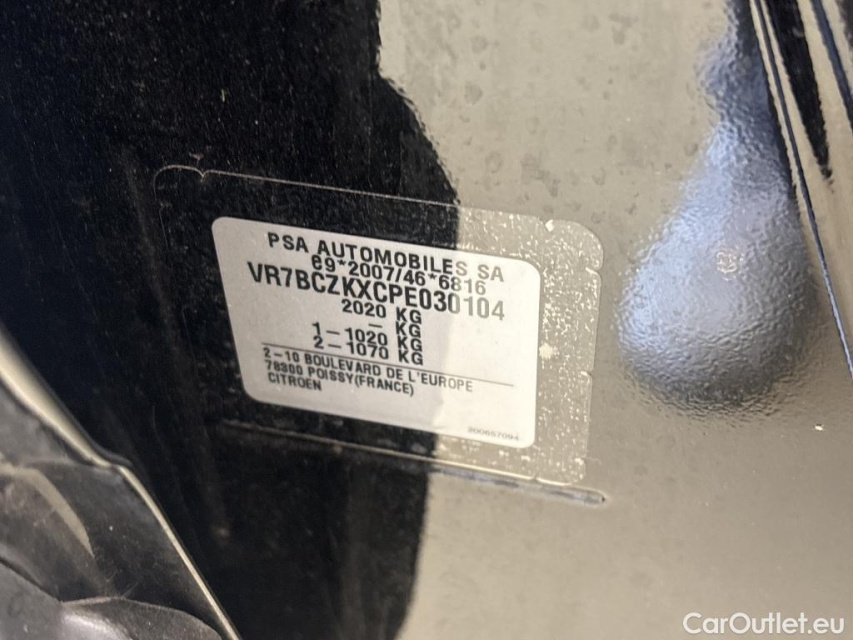 PSA AUTOMOBILES SA
e9*2007/46*6816
VR7BCZKXCPE030104
2020 KG
- KG
1-1020 KG
2-1070 KG
2-10 BOULEVARD DE L'EUROPE
78300 POISSY(FRANCE)
CITROEN
200657094
CarOutlet.eu